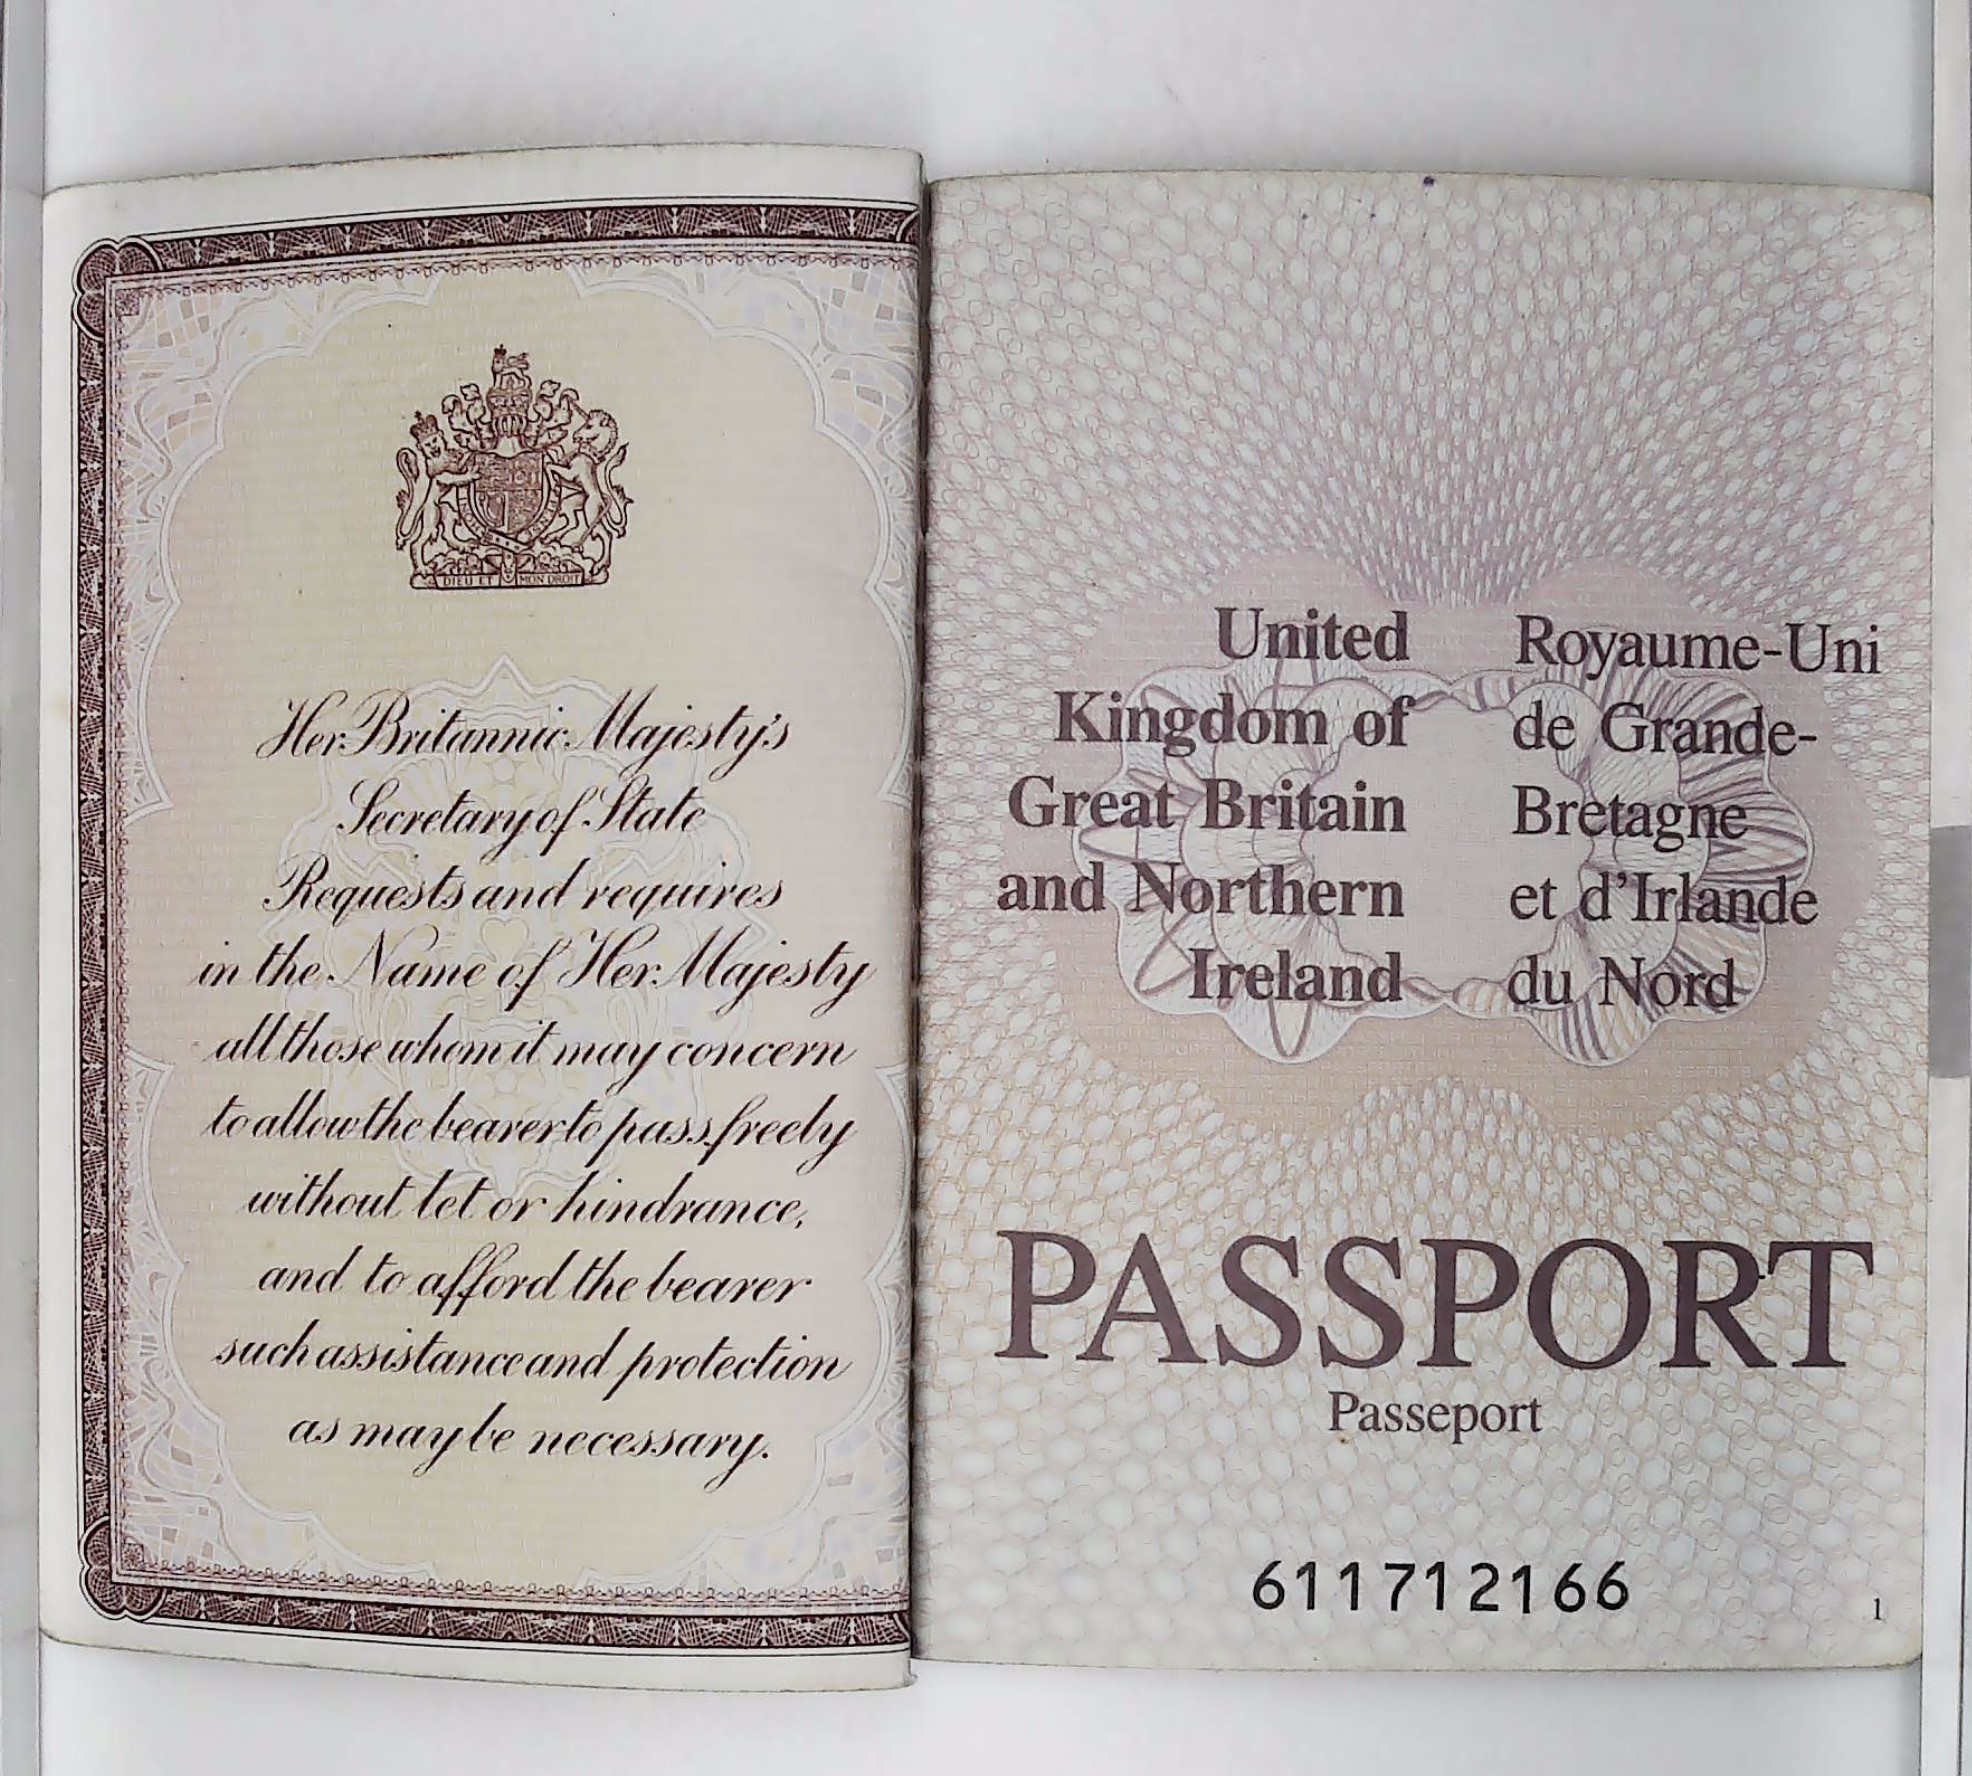 DIEU ET MON DROIT
Her Britannic Majesty's
Secretary of State
Requests and requires
in the Name of Her Majesty
all those whom it may concern
to allow the bearer to pass freely
without let or hindrance,
and to afford the bearer
such assistance and protection
as may be necessary.
United
Kingdom of
Great Britain
and Northern
Ireland
Royaume-Uni
de Grande-
Bretagne
et d'Irlande
du Nord
PASSPORT
Passeport
611712166
1